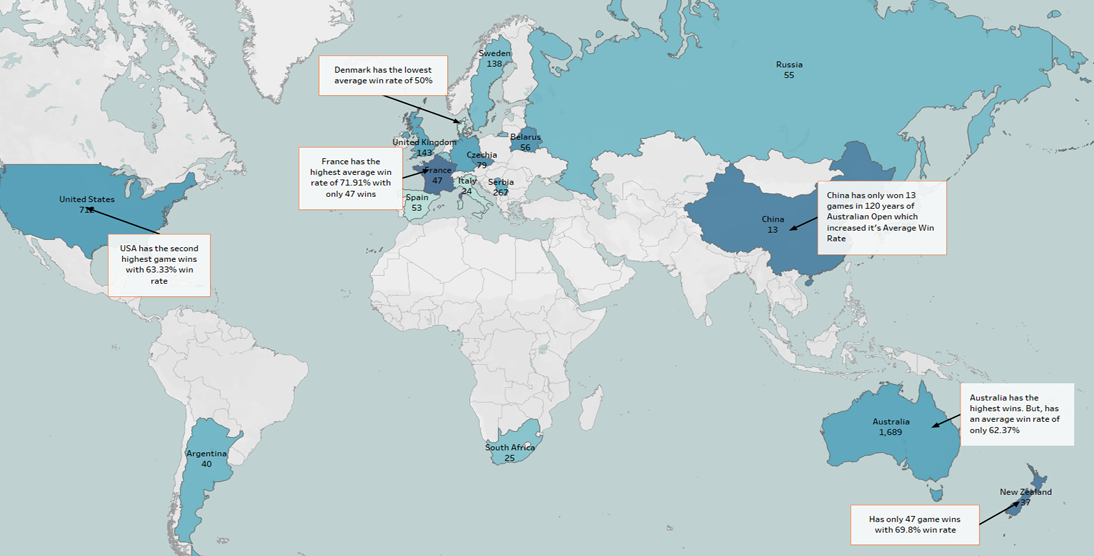 Sweden
138
Russia
55
Denmark has the lowest
average win rate of 50%
United Kingdom
143
Belarus
56
Czechia
79
France has the
highest average win
rate of 71.91% with
only 47 wins
France
47
Italy
24
Serbia
267
Spain
53
United States
USA has the second
highest game wins
with 63.33% win
rate
China
13
China has only won 13
games in 120 years of
Australian Open which
increased it's Average Win
Rate
Australia
1,689
Australia has the
highest wins. But, has
an average win rate of
only 62.37%
Argentina
40
South Africa
25
New Zealand
37
Has only 47 game wins
with 69.8% win rate